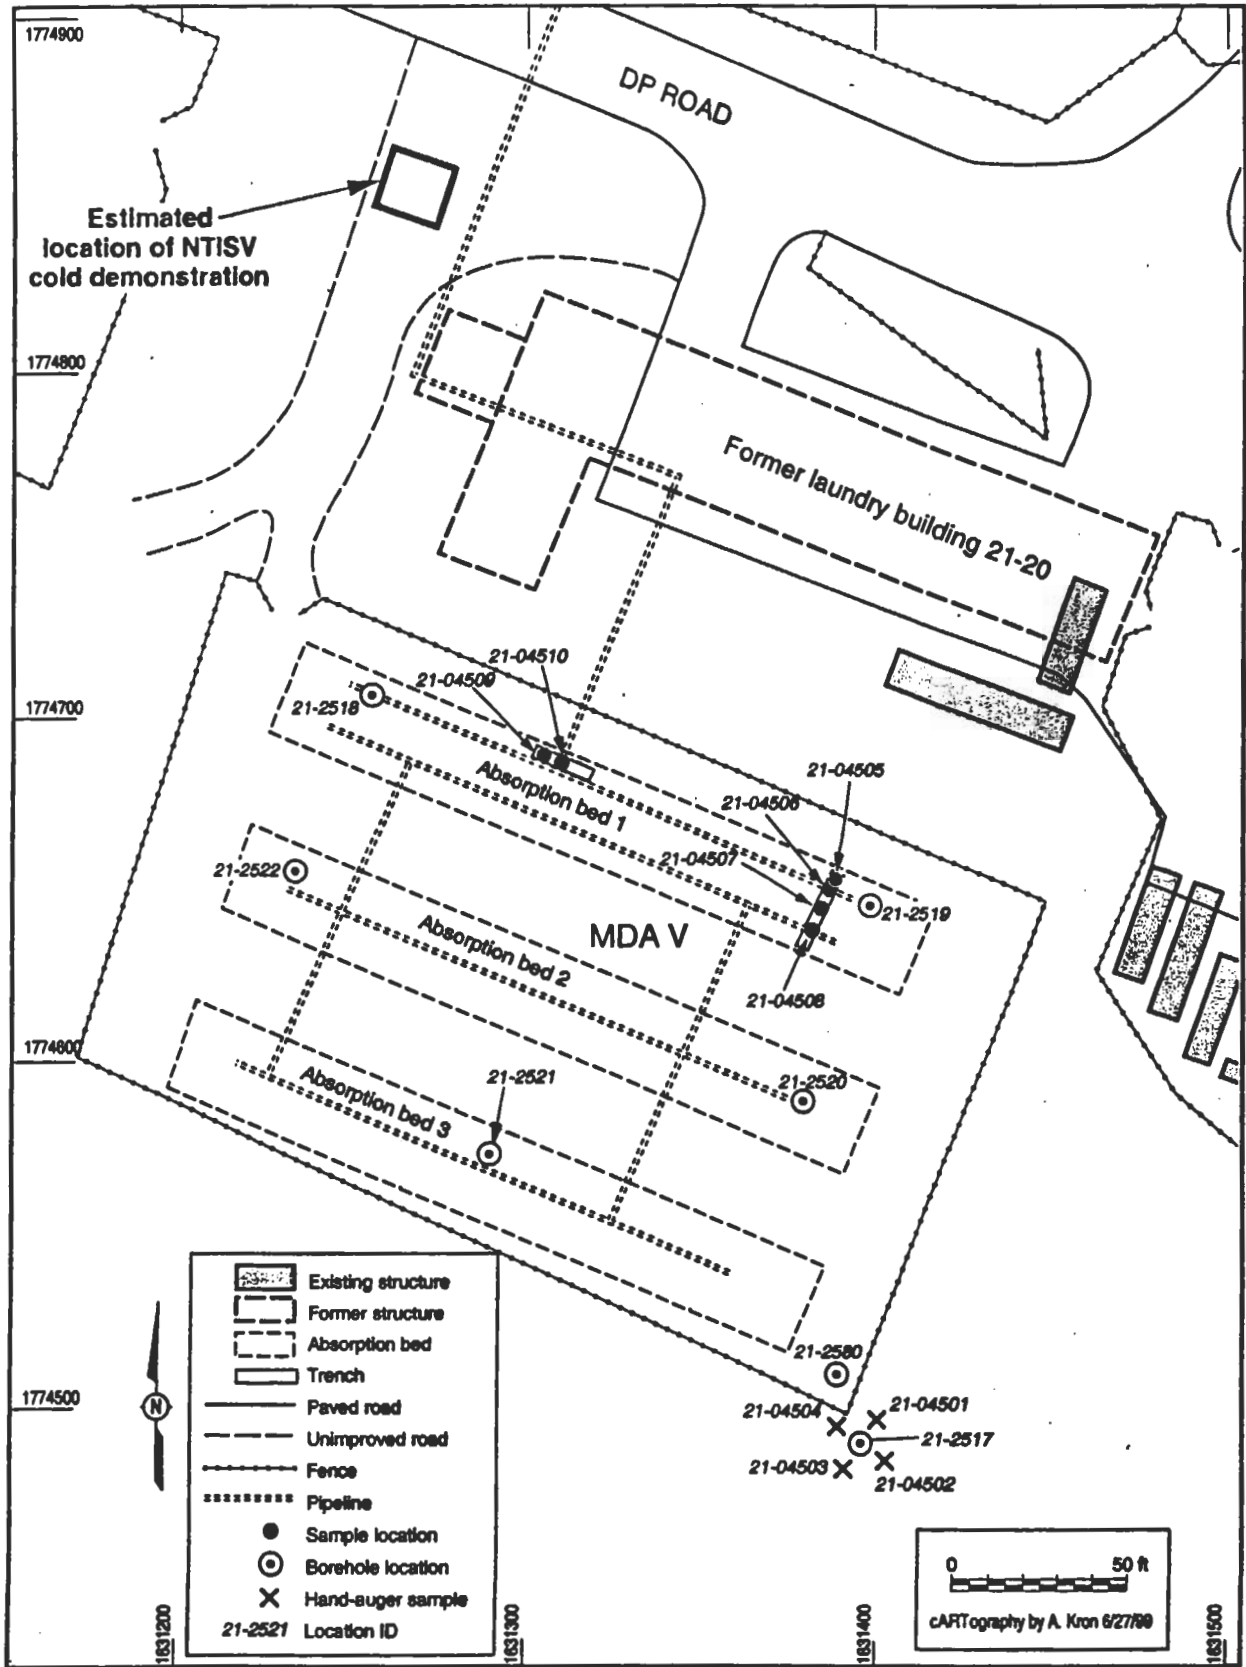 1774900
DP ROAD
Estimated
location of NTISV
cold demonstration
1774800
Former laundry building 21-20
21-04510
21-04509
21-2518
1774700
21-04505
21-04506
Absorption bed 1
21-04507
21-2522
21-2519
Absorption bed 2
MDA V
21-04508
1774600
21-2521
21-2520
Absorption bed 3
Existing structure
Former structure
Absorption bed
Trench
Paved road
Unimproved road
Fence
Pipeline
Sample location
Borehole location
Hand-auger sample
21-2521 Location ID
21-2580
1774500
N
21-04504
21-04501
21-2517
21-04503
21-04502
0 50 ft
cARTography by A. Kron 6/27/99
1631200
1631300
1631400
1631500